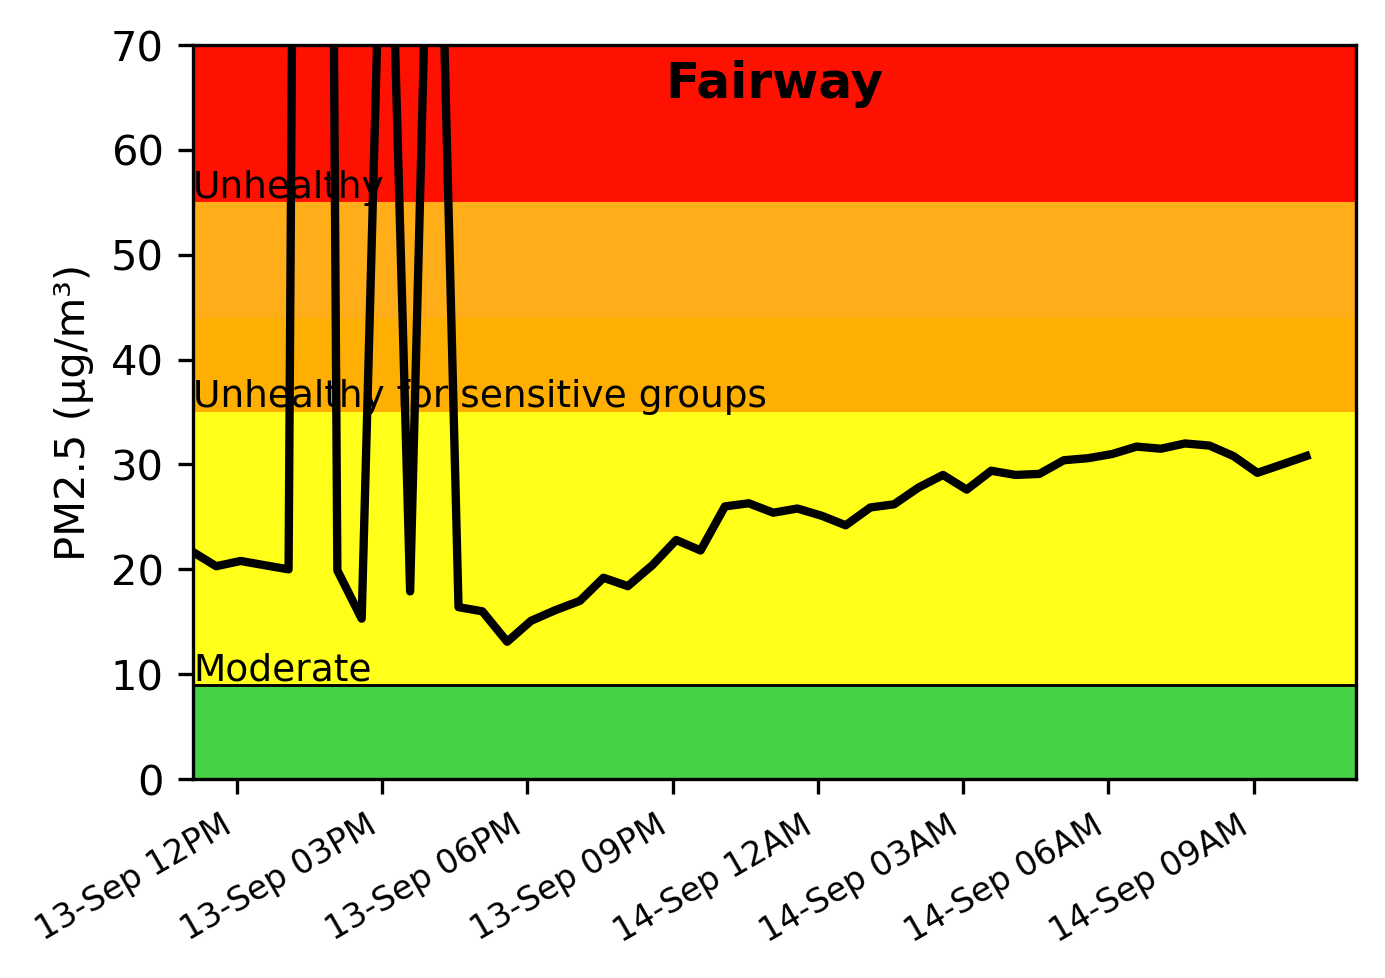 Fairway
PM2.5 (µg/m³)
70
60
50
40
30
20
10
0
Unhealthy
Unhealthy for sensitive groups
Moderate
13-Sep 12PM
13-Sep 03PM
13-Sep 06PM
13-Sep 09PM
14-Sep 12AM
14-Sep 03AM
14-Sep 06AM
14-Sep 09AM